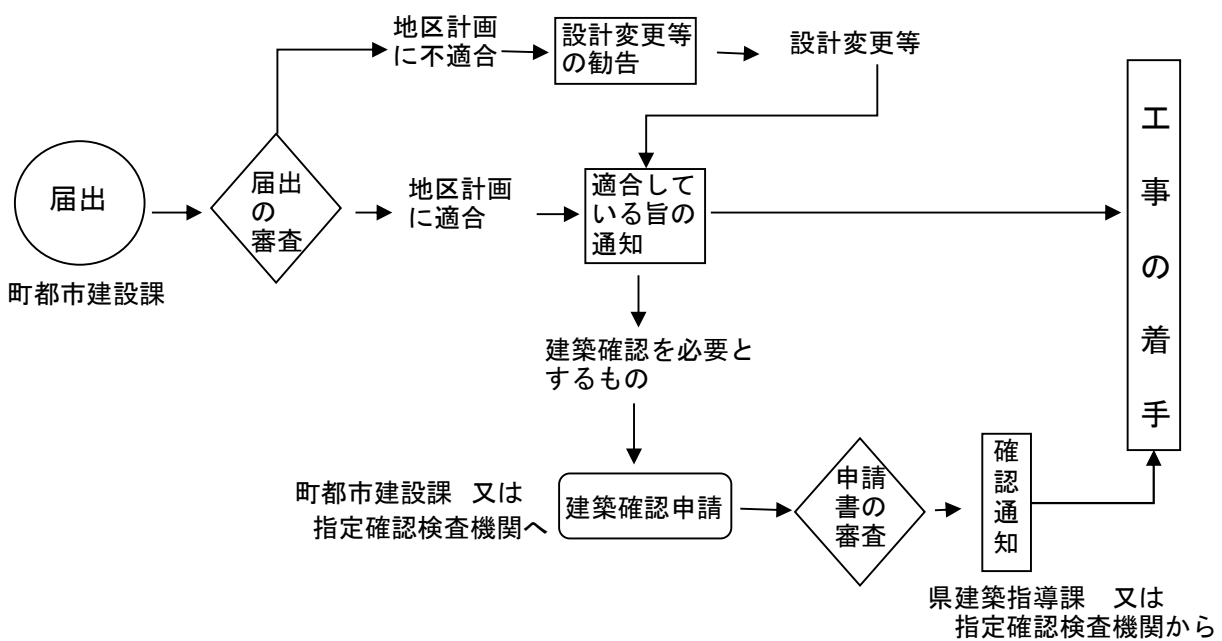 地区計画
に不適合
設計変更等
の勧告
設計変更等
届出
町都市建設課
届出
の
審査
地区計画
に適合
適合して
いる旨の
通知
工事の着手
建築確認を必要と
するもの
町都市建設課　又は
指定確認検査機関へ
建築確認申請
申請
書の
審査
確認通知
県建築指導課　又は
指定確認検査機関から